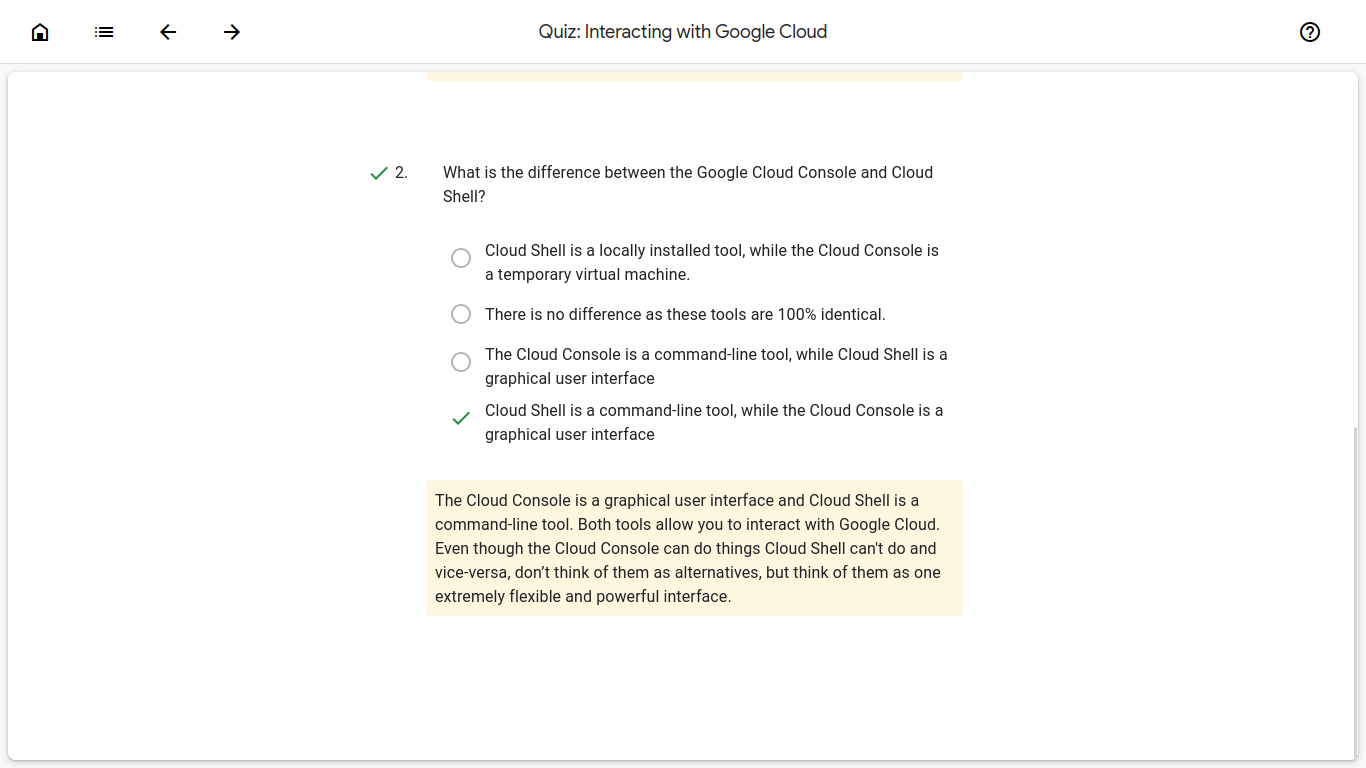 Quiz: Interacting with Google Cloud
2.
What is the difference between the Google Cloud Console and Cloud
Shell?
Cloud Shell is a locally installed tool, while the Cloud Console is
a temporary virtual machine.
There is no difference as these tools are 100% identical.
The Cloud Console is a command-line tool, while Cloud Shell is a
graphical user interface
Cloud Shell is a command-line tool, while the Cloud Console is a
graphical user interface
The Cloud Console is a graphical user interface and Cloud Shell is a
command-line tool. Both tools allow you to interact with Google Cloud.
Even though the Cloud Console can do things Cloud Shell can't do and
vice-versa, don’t think of them as alternatives, but think of them as one
extremely flexible and powerful interface.